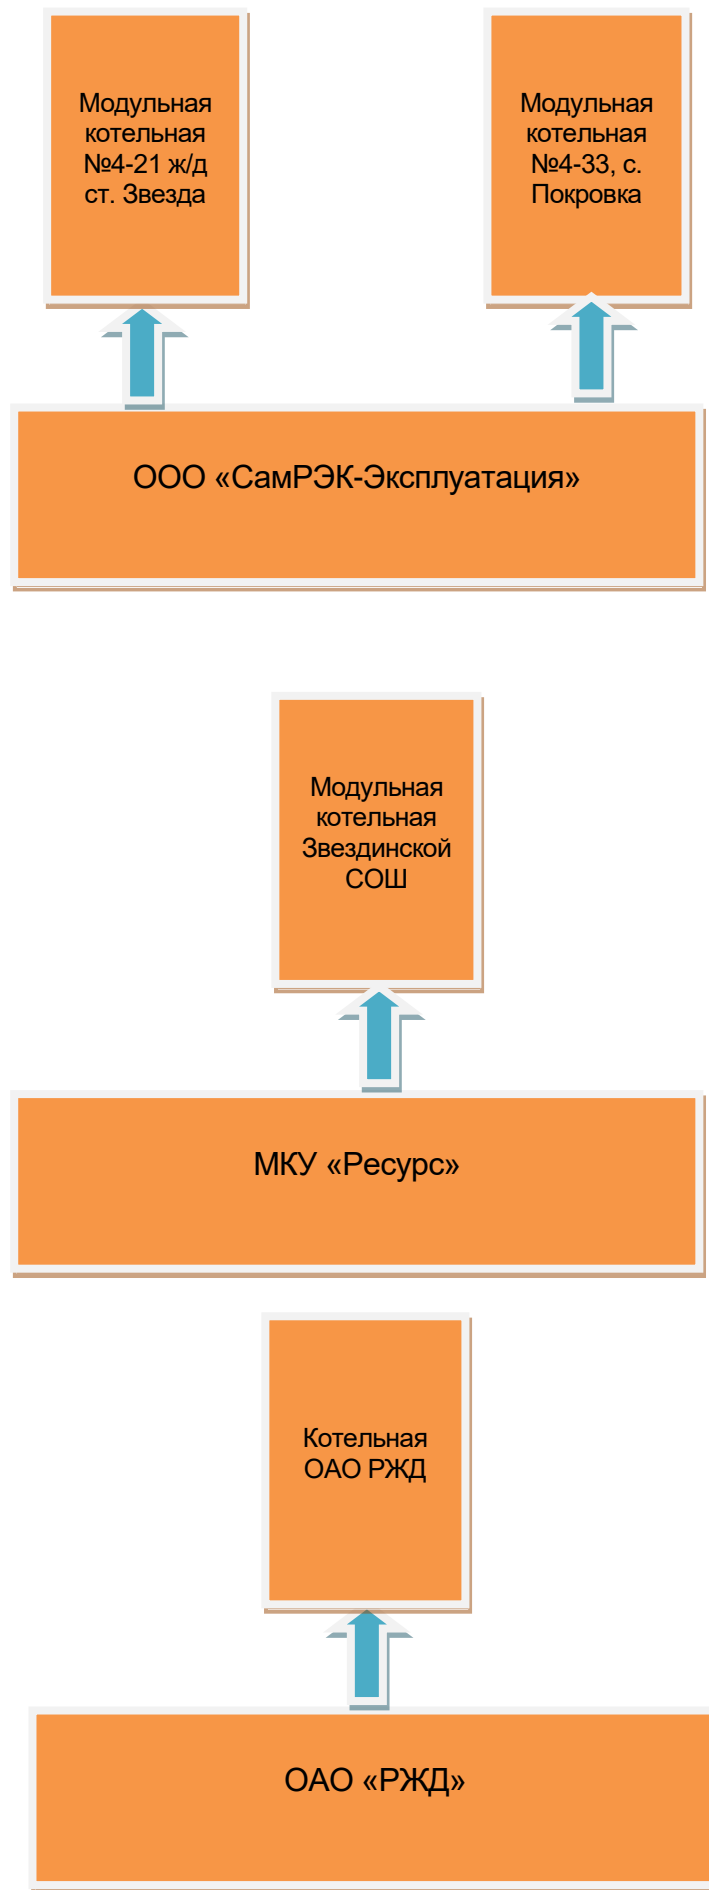 Модульная
котельная
№4-21 ж/д
ст. Звезда
Модульная
котельная
№4-33, с.
Покровка
ООО «СамРЭК-Эксплуатация»
Модульная
котельная
Звездинской
СОШ
МКУ «Ресурс»
Котельная
ОАО РЖД
ОАО «РЖД»